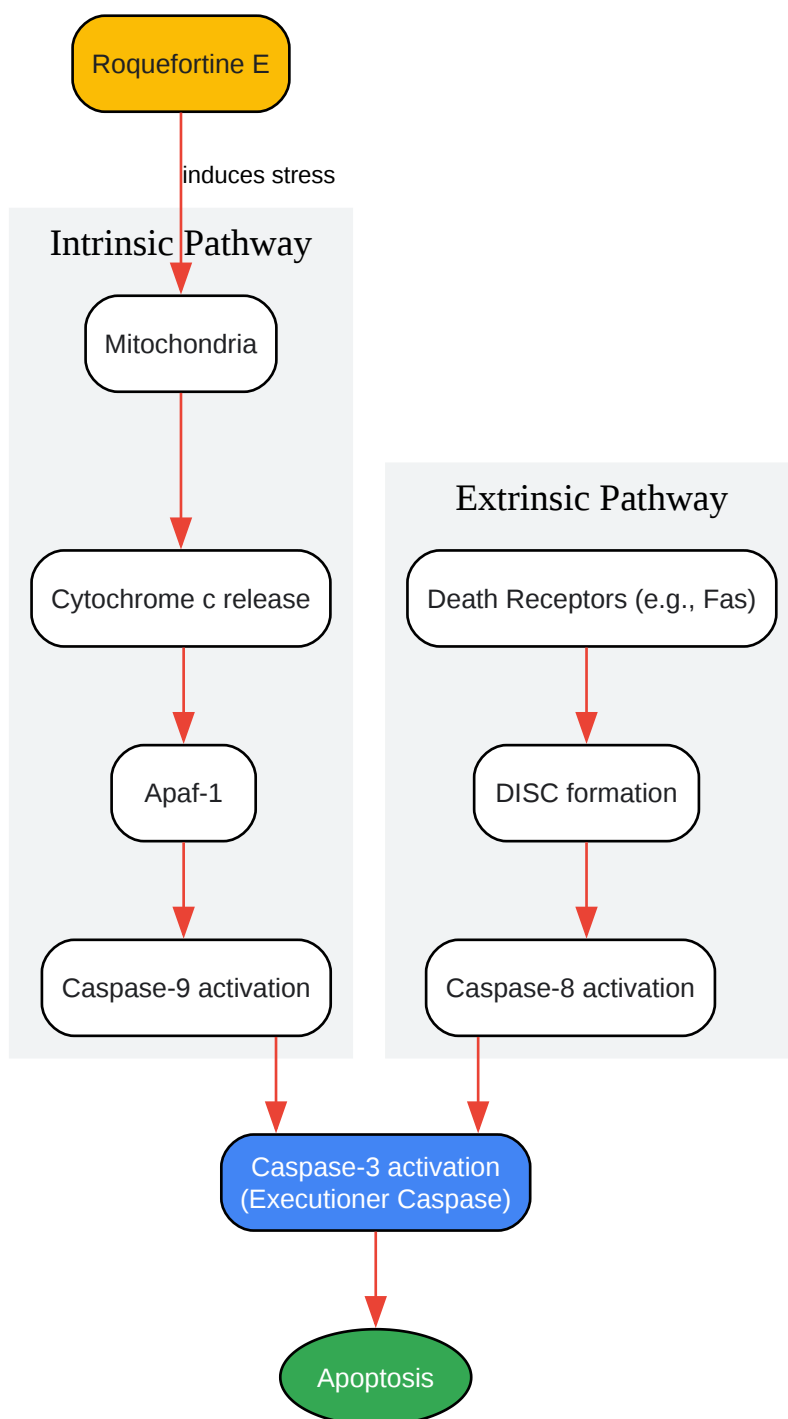 Roquefortine E
induces stress
Intrinsic Pathway
Mitochondria
Cytochrome c release
Apaf-1
Caspase-9 activation
Extrinsic Pathway
Death Receptors (e.g., Fas)
DISC formation
Caspase-8 activation
Caspase-3 activation
(Executioner Caspase)
Apoptosis